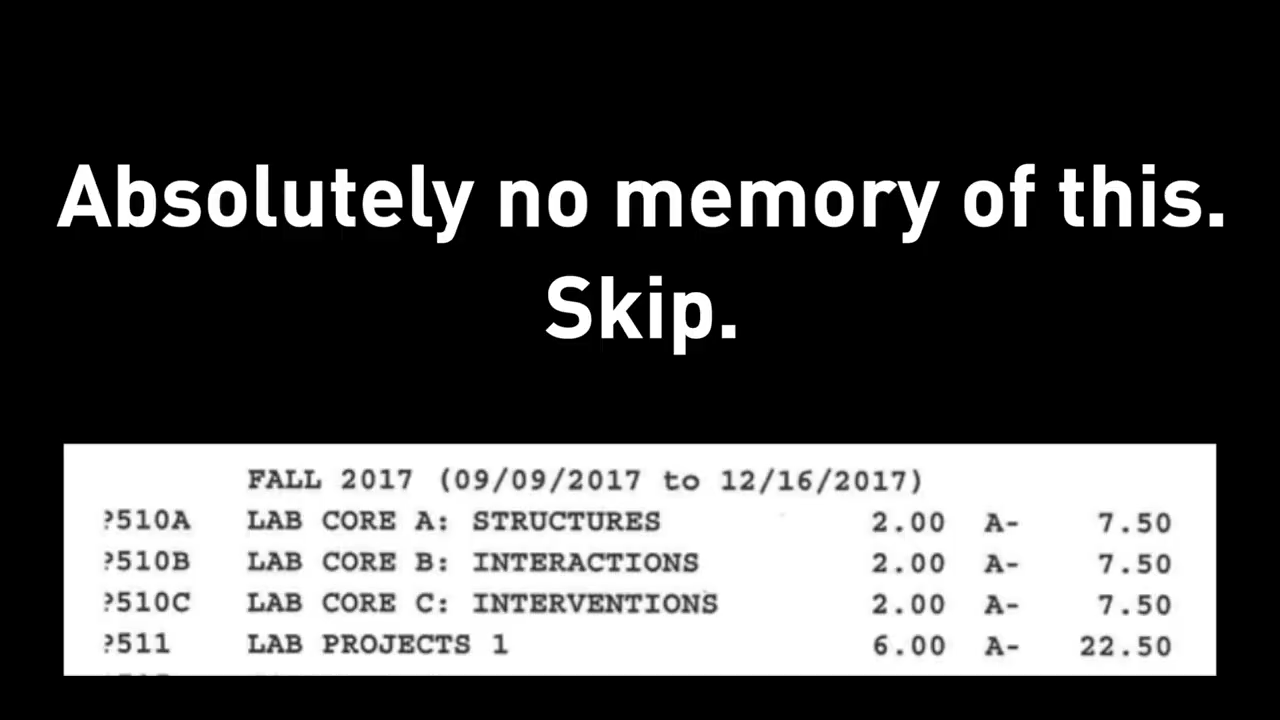 Absolutely no memory of this.
Skip.
FALL 2017 (09/09/2017 to 12/16/2017)
?510A LAB CORE A: STRUCTURES 2.00 A- 7.50
?510B LAB CORE B: INTERACTIONS 2.00 A- 7.50
?510C LAB CORE C: INTERVENTIONS 2.00 A- 7.50
?511 LAB PROJECTS 1 6.00 A- 22.50